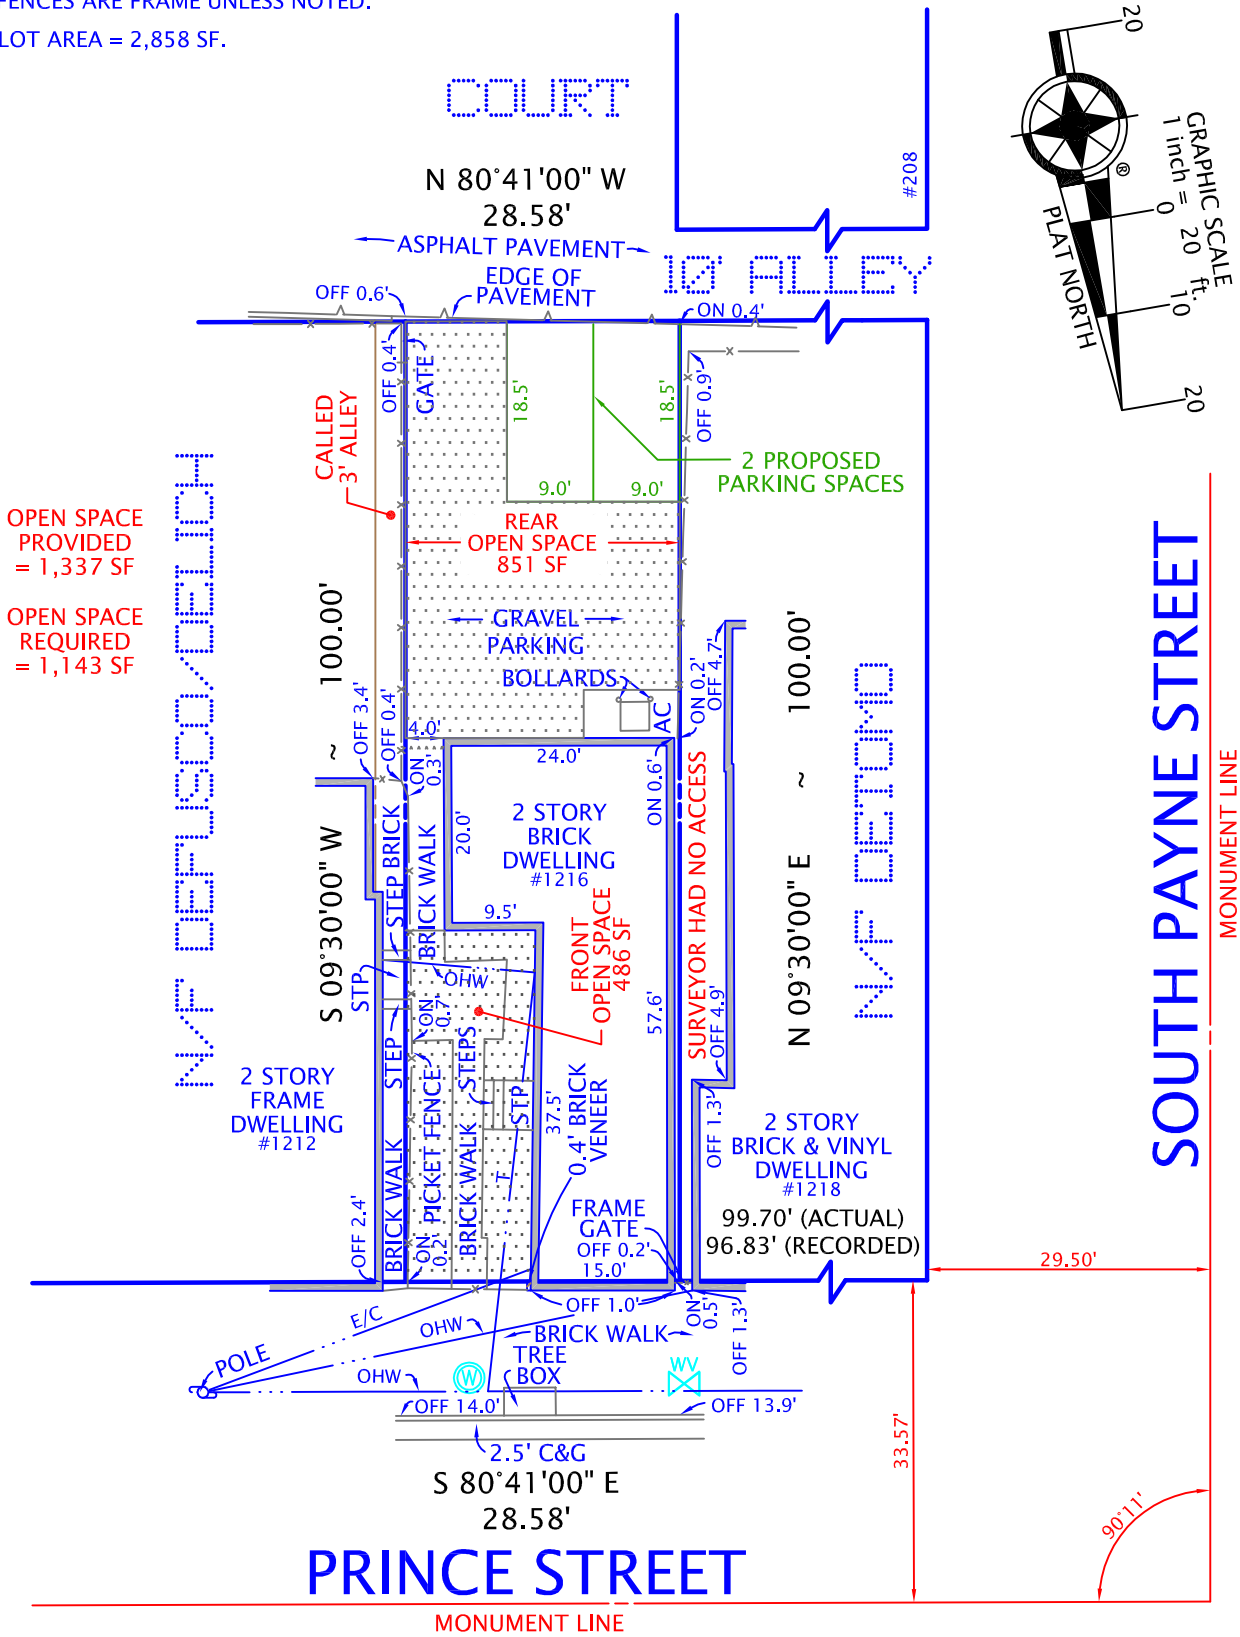 FENCES ARE FRAME UNLESS NOTED.
PLOT AREA = 2,858 SF.
COURT
N 80°41'00" W
28.58'
ASPHALT PAVEMENT
EDGE OF
PAVEMENT
10' ALLEY
#208
OFF 0.6'
ON 0.4'
GRAPHIC SCALE
1 inch = 20 ft.
20
0
10
20
PLAT NORTH
®
OFF 0.4'
GATE
18.5'
18.5'
OFF 0.9'
CALLED
3' ALLEY
2 PROPOSED
PARKING SPACES
9.0'
9.0'
REAR
OPEN SPACE
851 SF
OPEN SPACE
PROVIDED
= 1,337 SF
OPEN SPACE
REQUIRED
= 1,143 SF
N/F DEFUSCO/DELICH
S 09°30'00" W ~ 100.00'
GRAVEL
PARKING
BOLLARDS
AC
ON 0.2'
OFF 4.7'
N 09°30'00" E ~ 100.00'
N/F DETOMO
SOUTH PAYNE STREET
MONUMENT LINE
OFF 3.4'
OFF 0.4'
4.0'
ON
0.3'
24.0'
ON 0.6'
20.0'
2 STORY
BRICK
DWELLING
#1216
9.5'
STEP
BRICK
BRICK WALK
OHW
STP
FRONT
OPEN SPACE
486 SF
57.6'
SURVEYOR HAD NO ACCESS
OFF 4.9'
ON
0.7'
STEP
STEPS
STP
37.5'
0.4' BRICK
VENEER
2 STORY
FRAME
DWELLING
#1212
OFF 1.3'
2 STORY
BRICK & VINYL
DWELLING
#1218
99.70' (ACTUAL)
96.83' (RECORDED)
OFF 2.4'
BRICK WALK
ON
0.2'
PICKET FENCE
BRICK WALK
T
FRAME
GATE
OFF 0.2'
15.0'
29.50'
OFF 1.0'
ON
0.5'
OFF 1.3'
E/C
OHW
BRICK WALK
POLE
OHW
W
TREE
BOX
WV
OFF 14.0'
OFF 13.9'
2.5' C&G
33.57'
90°11'
S 80°41'00" E
28.58'
PRINCE STREET
MONUMENT LINE